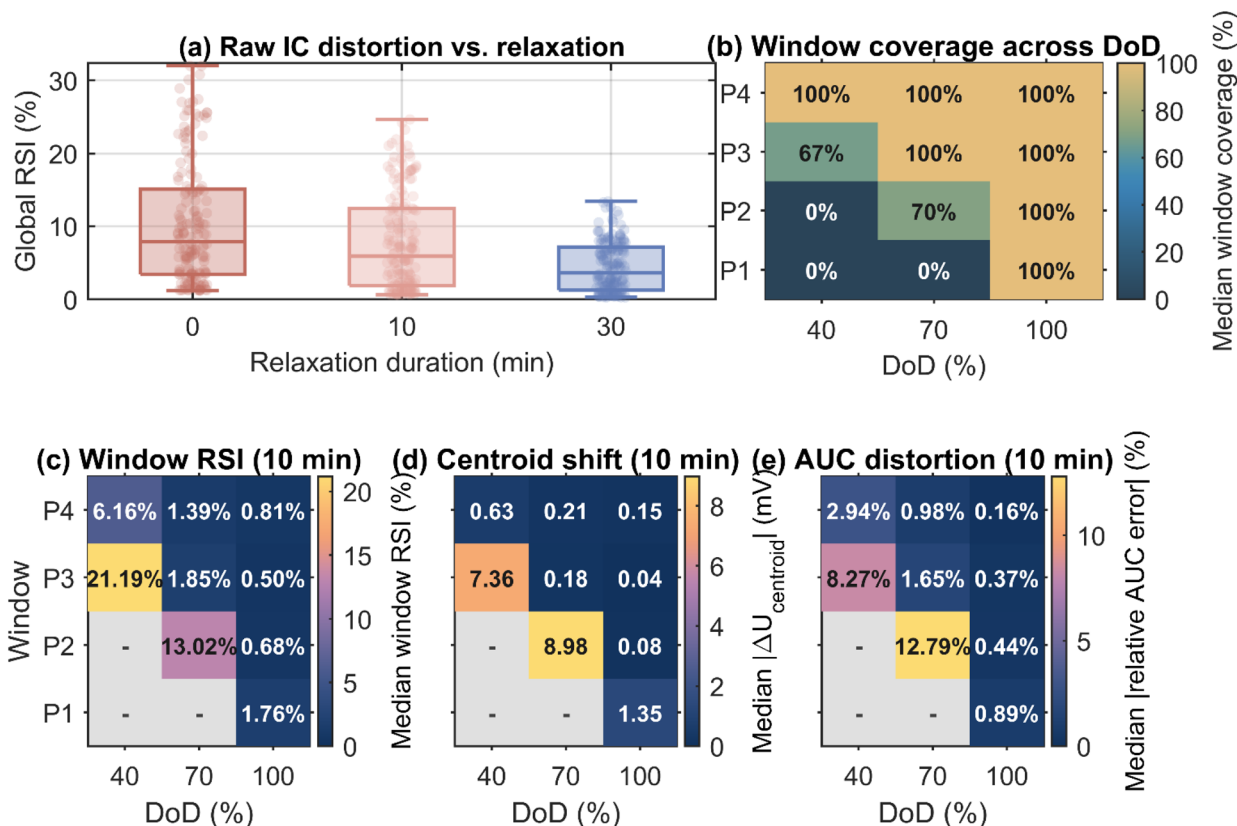 (a) Raw IC distortion vs. relaxation
Global RSI (%)
30
20
10
0
0 10 30
Relaxation duration (min)
(b) Window coverage across DoD
P4 100% 100% 100%
P3 67% 100% 100%
P2 0% 70% 100%
P1 0% 0% 100%
40 70 100
DoD (%)
100
80
60
40
20
0
Median window coverage (%)
(c) Window RSI (10 min)
Window
P4 6.16% 1.39% 0.81%
P3 21.19% 1.85% 0.50%
P2 - 13.02% 0.68%
P1 - - 1.76%
40 70 100
DoD (%)
20
15
10
5
0
Median window RSI (%)
(d) Centroid shift (10 min)
0.63 0.21 0.15
7.36 0.18 0.04
- 8.98 0.08
- - 1.35
40 70 100
DoD (%)
8
6
4
2
0
Median |ΔU_centroid| (mV)
(e) AUC distortion (10 min)
2.94% 0.98% 0.16%
8.27% 1.65% 0.37%
- 12.79% 0.44%
- - 0.89%
40 70 100
DoD (%)
10
5
0
Median |relative AUC error| (%)